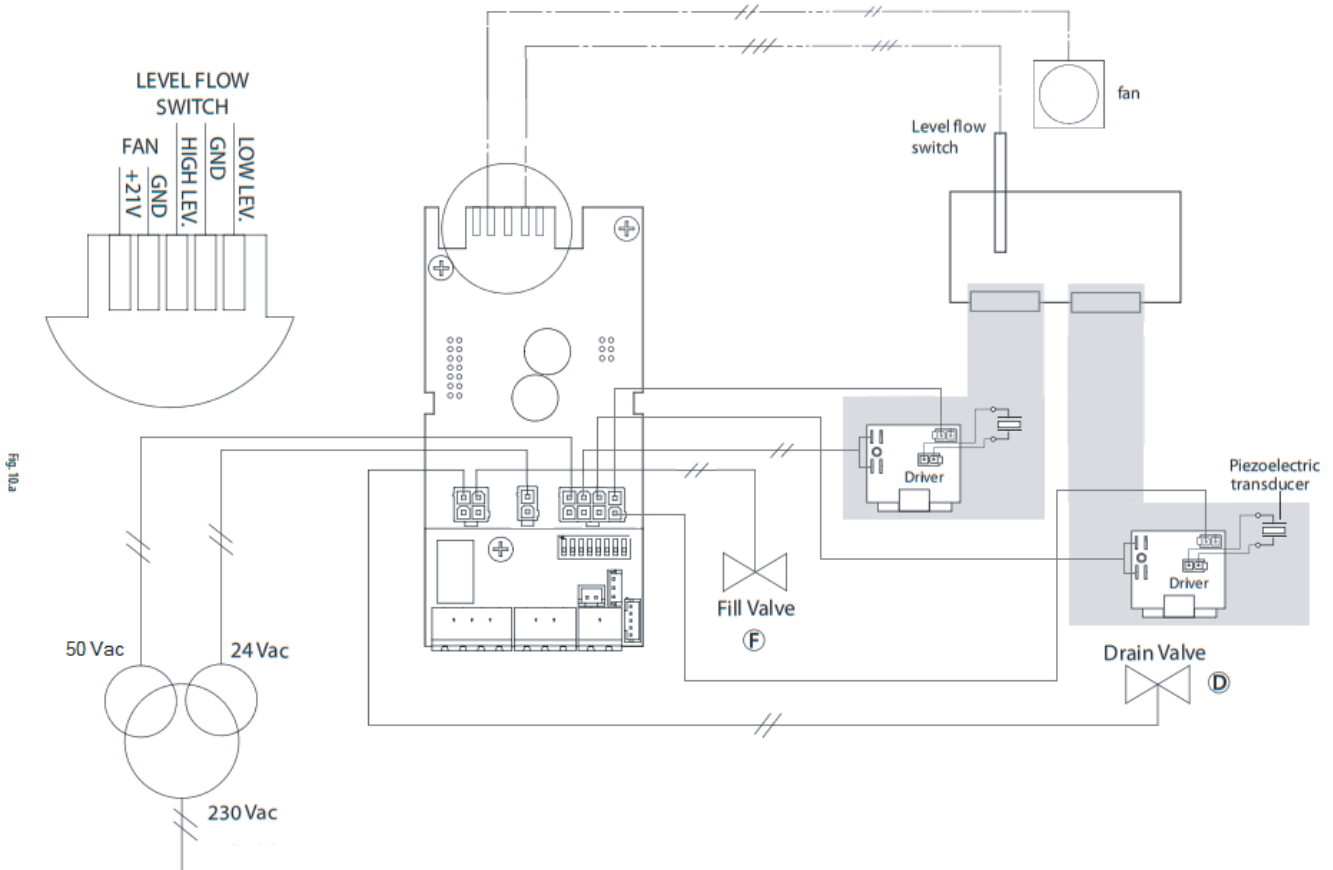 LEVEL FLOW
SWITCH
FAN
+21V
GND
HIGH LEV.
GND
LOW LEV.
fan
Level flow
switch
Driver
Piezoelectric
transducer
Driver
Fill Valve
F
Drain Valve
D
50 Vac
24 Vac
230 Vac
Fig. 10.a